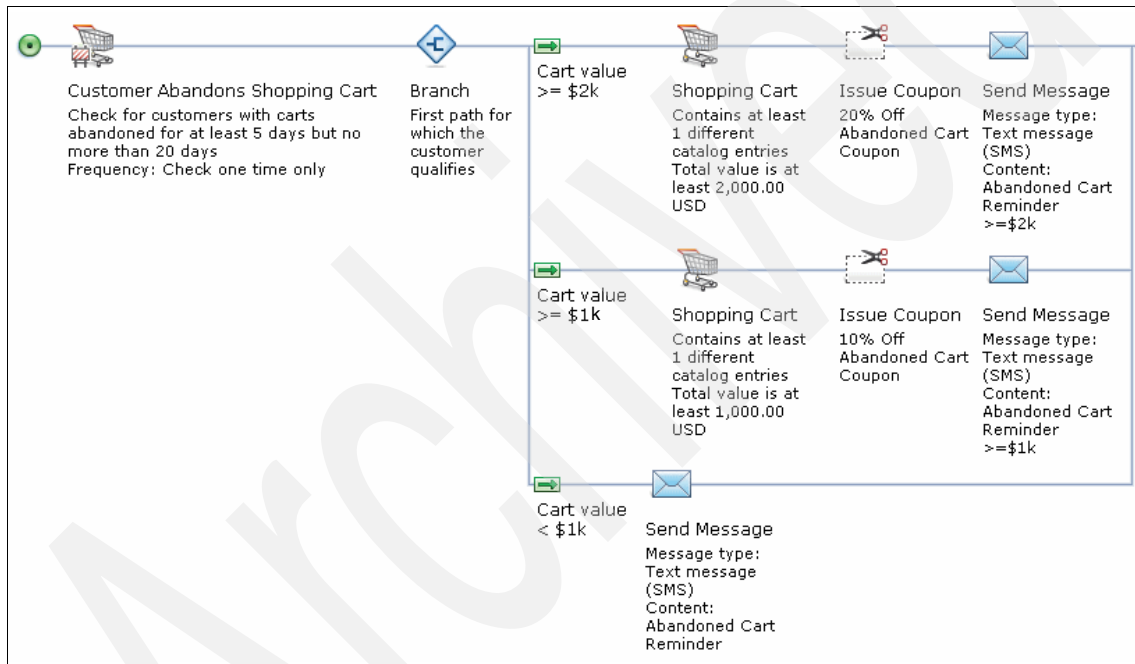 Customer Abandons Shopping Cart
Check for customers with carts
abandoned for at least 5 days but no
more than 20 days
Frequency: Check one time only
Branch
First path for
which the
customer
qualifies
Cart value
>= $2k
Shopping Cart
Contains at least
1 different
catalog entries
Total value is at
least 2,000.00
USD
Issue Coupon
20% Off
Abandoned Cart
Coupon
Send Message
Message type:
Text message
(SMS)
Content:
Abandoned Cart
Reminder
>=$2k
Cart value
>= $1k
Shopping Cart
Contains at least
1 different
catalog entries
Total value is at
least 1,000.00
USD
Issue Coupon
10% Off
Abandoned Cart
Coupon
Send Message
Message type:
Text message
(SMS)
Content:
Abandoned Cart
Reminder
>=$1k
Cart value
< $1k
Send Message
Message type:
Text message
(SMS)
Content:
Abandoned Cart
Reminder
Archived